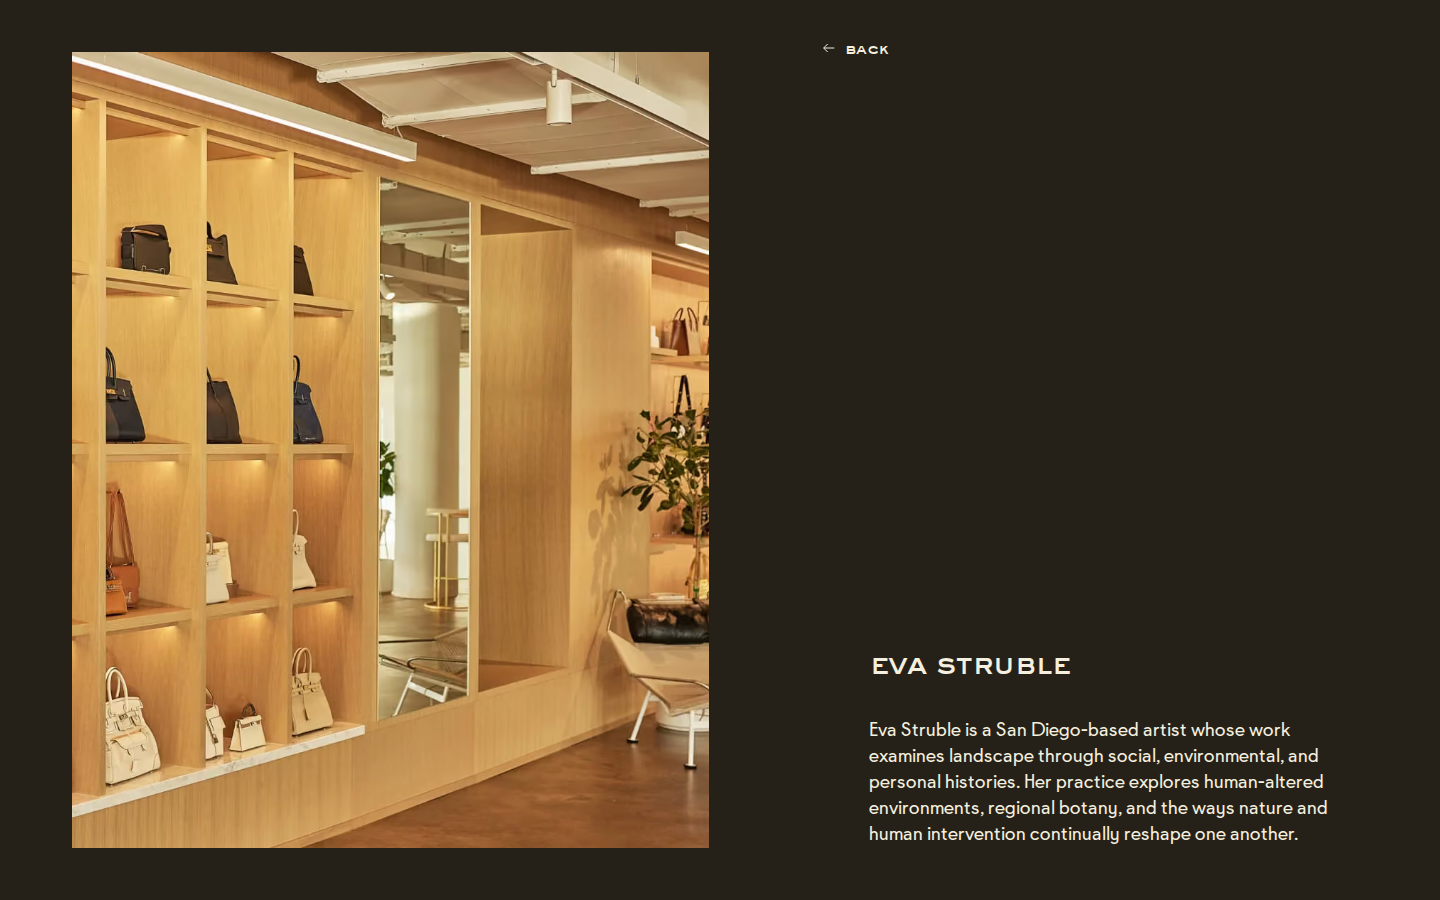 BACK
EVA STRUBLE
Eva Struble is a San Diego-based artist whose work
examines landscape through social, environmental, and
personal histories. Her practice explores human-altered
environments, regional botany, and the ways nature and
human intervention continually reshape one another.